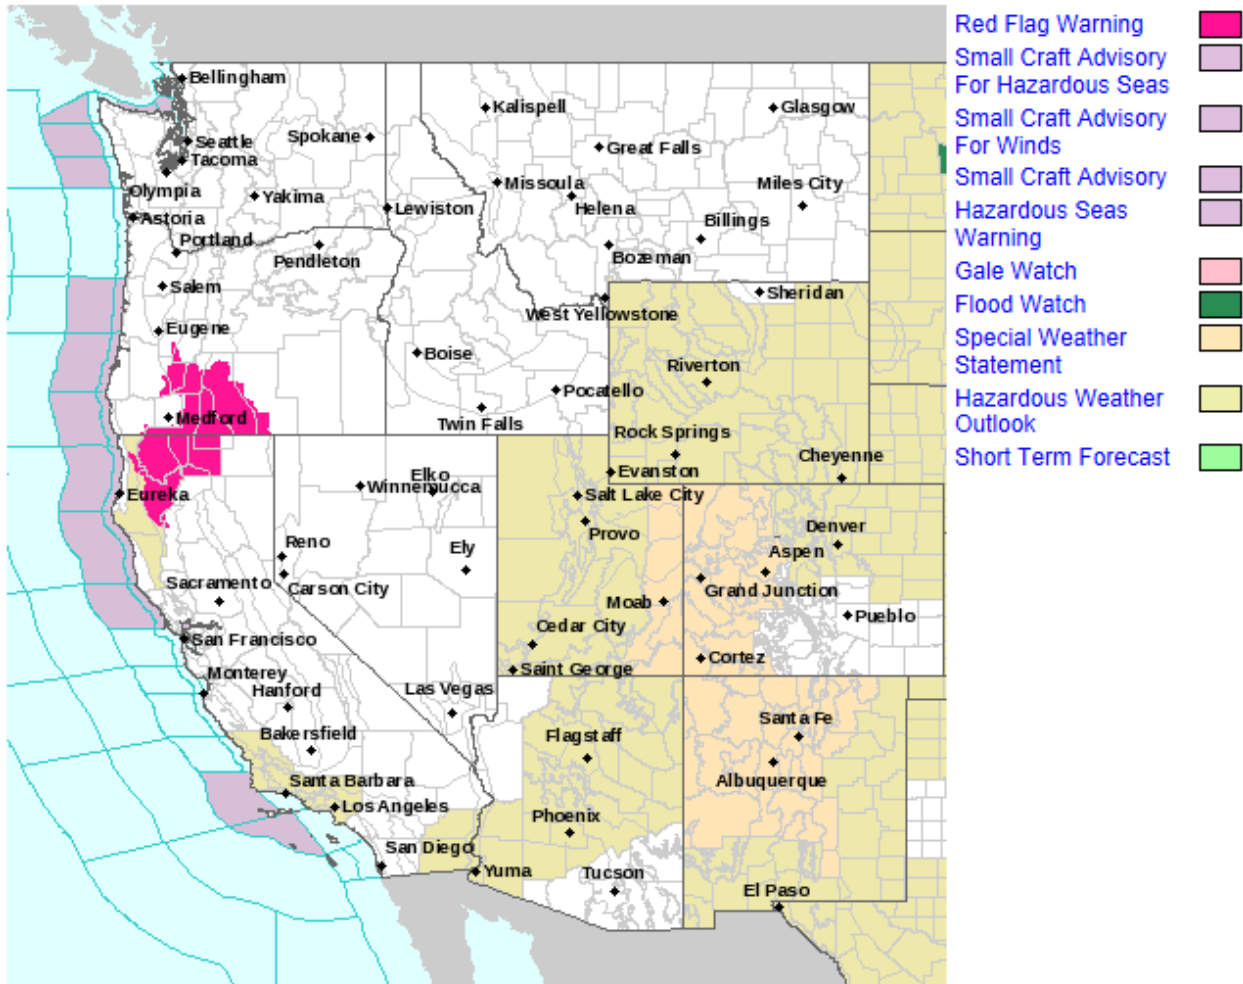 Bellingham
Kalispell
Glasgow
Seattle
Spokane
Great Falls
Tacoma
Olympia
Yakima
Missoula
Miles City
Astoria
Lewiston
Helena
Billings
Portland
Pendleton
Bozeman
Salem
West Yellowstone
Sheridan
Eugene
Boise
Riverton
Pocatello
Medford
Twin Falls
Rock Springs
Evanston
Cheyenne
Eureka
Elko
Winnemucca
Salt Lake City
Provo
Denver
Reno
Ely
Aspen
Sacramento
Carson City
Grand Junction
Moab
Pueblo
San Francisco
Cedar City
Cortez
Saint George
Monterey
Hanford
Las Vegas
Santa Fe
Bakersfield
Flagstaff
Albuquerque
Santa Barbara
Los Angeles
Phoenix
San Diego
Yuma
Tucson
El Paso
Red Flag Warning
Small Craft Advisory
For Hazardous Seas
Small Craft Advisory
For Winds
Small Craft Advisory
Hazardous Seas
Warning
Gale Watch
Flood Watch
Special Weather
Statement
Hazardous Weather
Outlook
Short Term Forecast